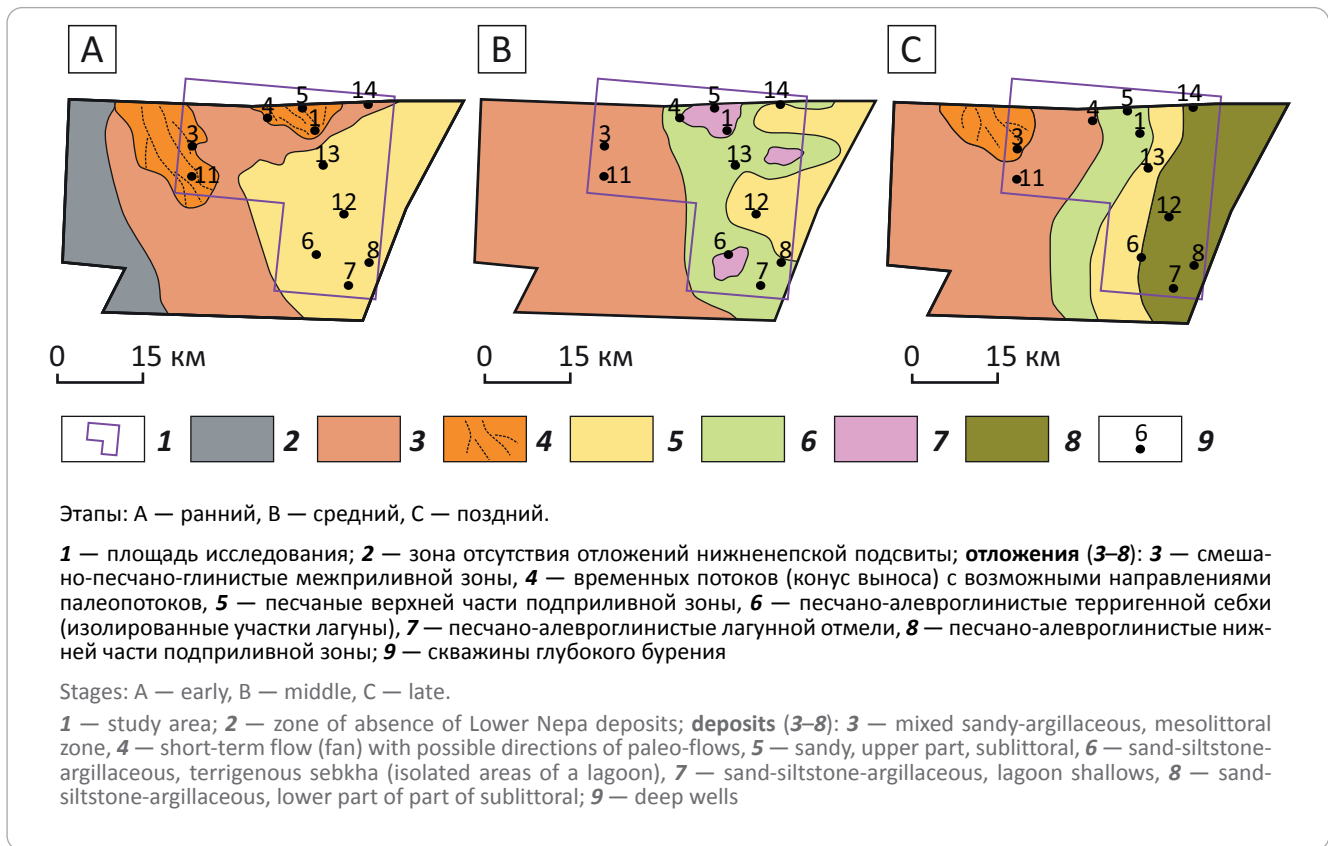 A
B
C
4
5
14
1
3
13
11
12
6
8
7
5
14
4
1
3
13
11
12
6
8
7
14
5
4
1
3
13
11
12
6
8
7
0 15 км
0 15 км
0 15 км
1
2
3
4
5
6
7
8
6
9
Этапы: A — ранний, B — средний, C — поздний.
1 — площадь исследования; 2 — зона отсутствия отложений нижненепской подсвиты; отложения (3–8): 3 — смеша-
но-песчано-глинистые межприливной зоны, 4 — временных потоков (конус выноса) с возможными направлениями
палеопотоков, 5 — песчаные верхней части подприливной зоны, 6 — песчано-алевроглинистые терригенной себхи
(изолированные участки лагуны), 7 — песчано-алевроглинистые лагунной отмели, 8 — песчано-алевроглинистые ниж-
ней части подприливной зоны; 9 — скважины глубокого бурения
Stages: A — early, B — middle, C — late.
1 — study area; 2 — zone of absence of Lower Nepa deposits; deposits (3–8): 3 — mixed sandy-argillaceous, mesolittoral
zone, 4 — short-term flow (fan) with possible directions of paleo-flows, 5 — sandy, upper part, sublittoral, 6 — sand-siltstone-
argillaceous, terrigenous sebkha (isolated areas of a lagoon), 7 — sand-siltstone-argillaceous, lagoon shallows, 8 — sand-
siltstone-argillaceous, lower part of part of sublittoral; 9 — deep wells